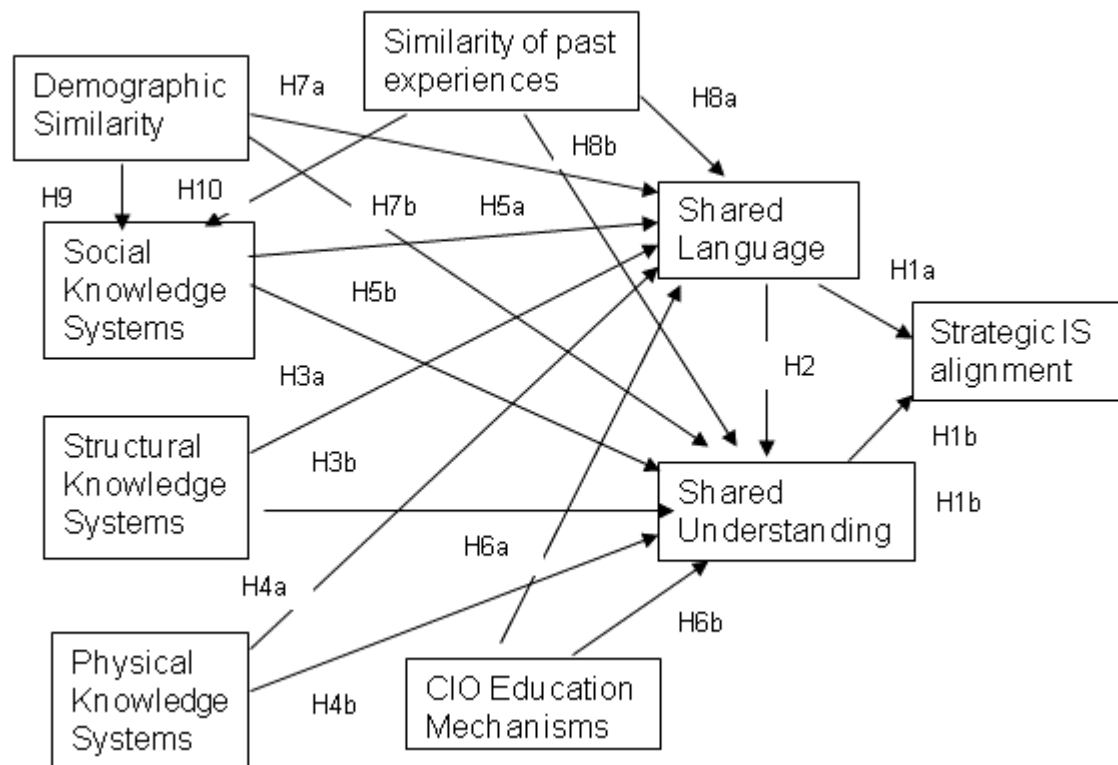 Similarity of past
experiences
Demographic
Similarity
H7a
H8a
H8b
H9
H10
H7b
H5a
Shared
Language
Social
Knowledge
Systems
H5b
H1a
Strategic IS
alignment
H2
H3a
Structural
Knowledge
Systems
H3b
H1b
Shared
Understanding
H1b
H6a
H4a
H6b
Physical
Knowledge
Systems
H4b
CIO Education
Mechanisms